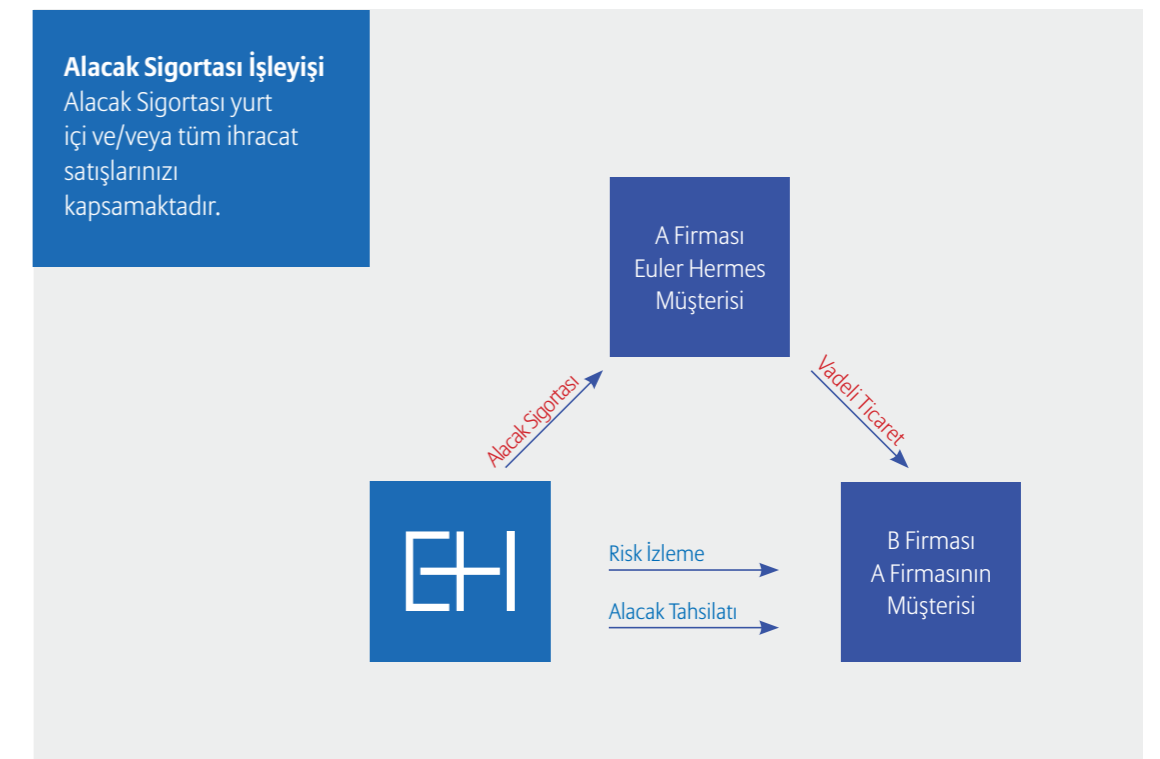 Alacak Sigortası İşleyişi
Alacak Sigortası yurt
içi ve/veya tüm ihracat
satışlarınızı
kapsamaktadır.
A Firması
Euler Hermes
Müşterisi
Alacak Sigortası
Vadeli Ticaret
EH
Risk İzleme
Alacak Tahsilatı
B Firması
A Firmasının
Müşterisi